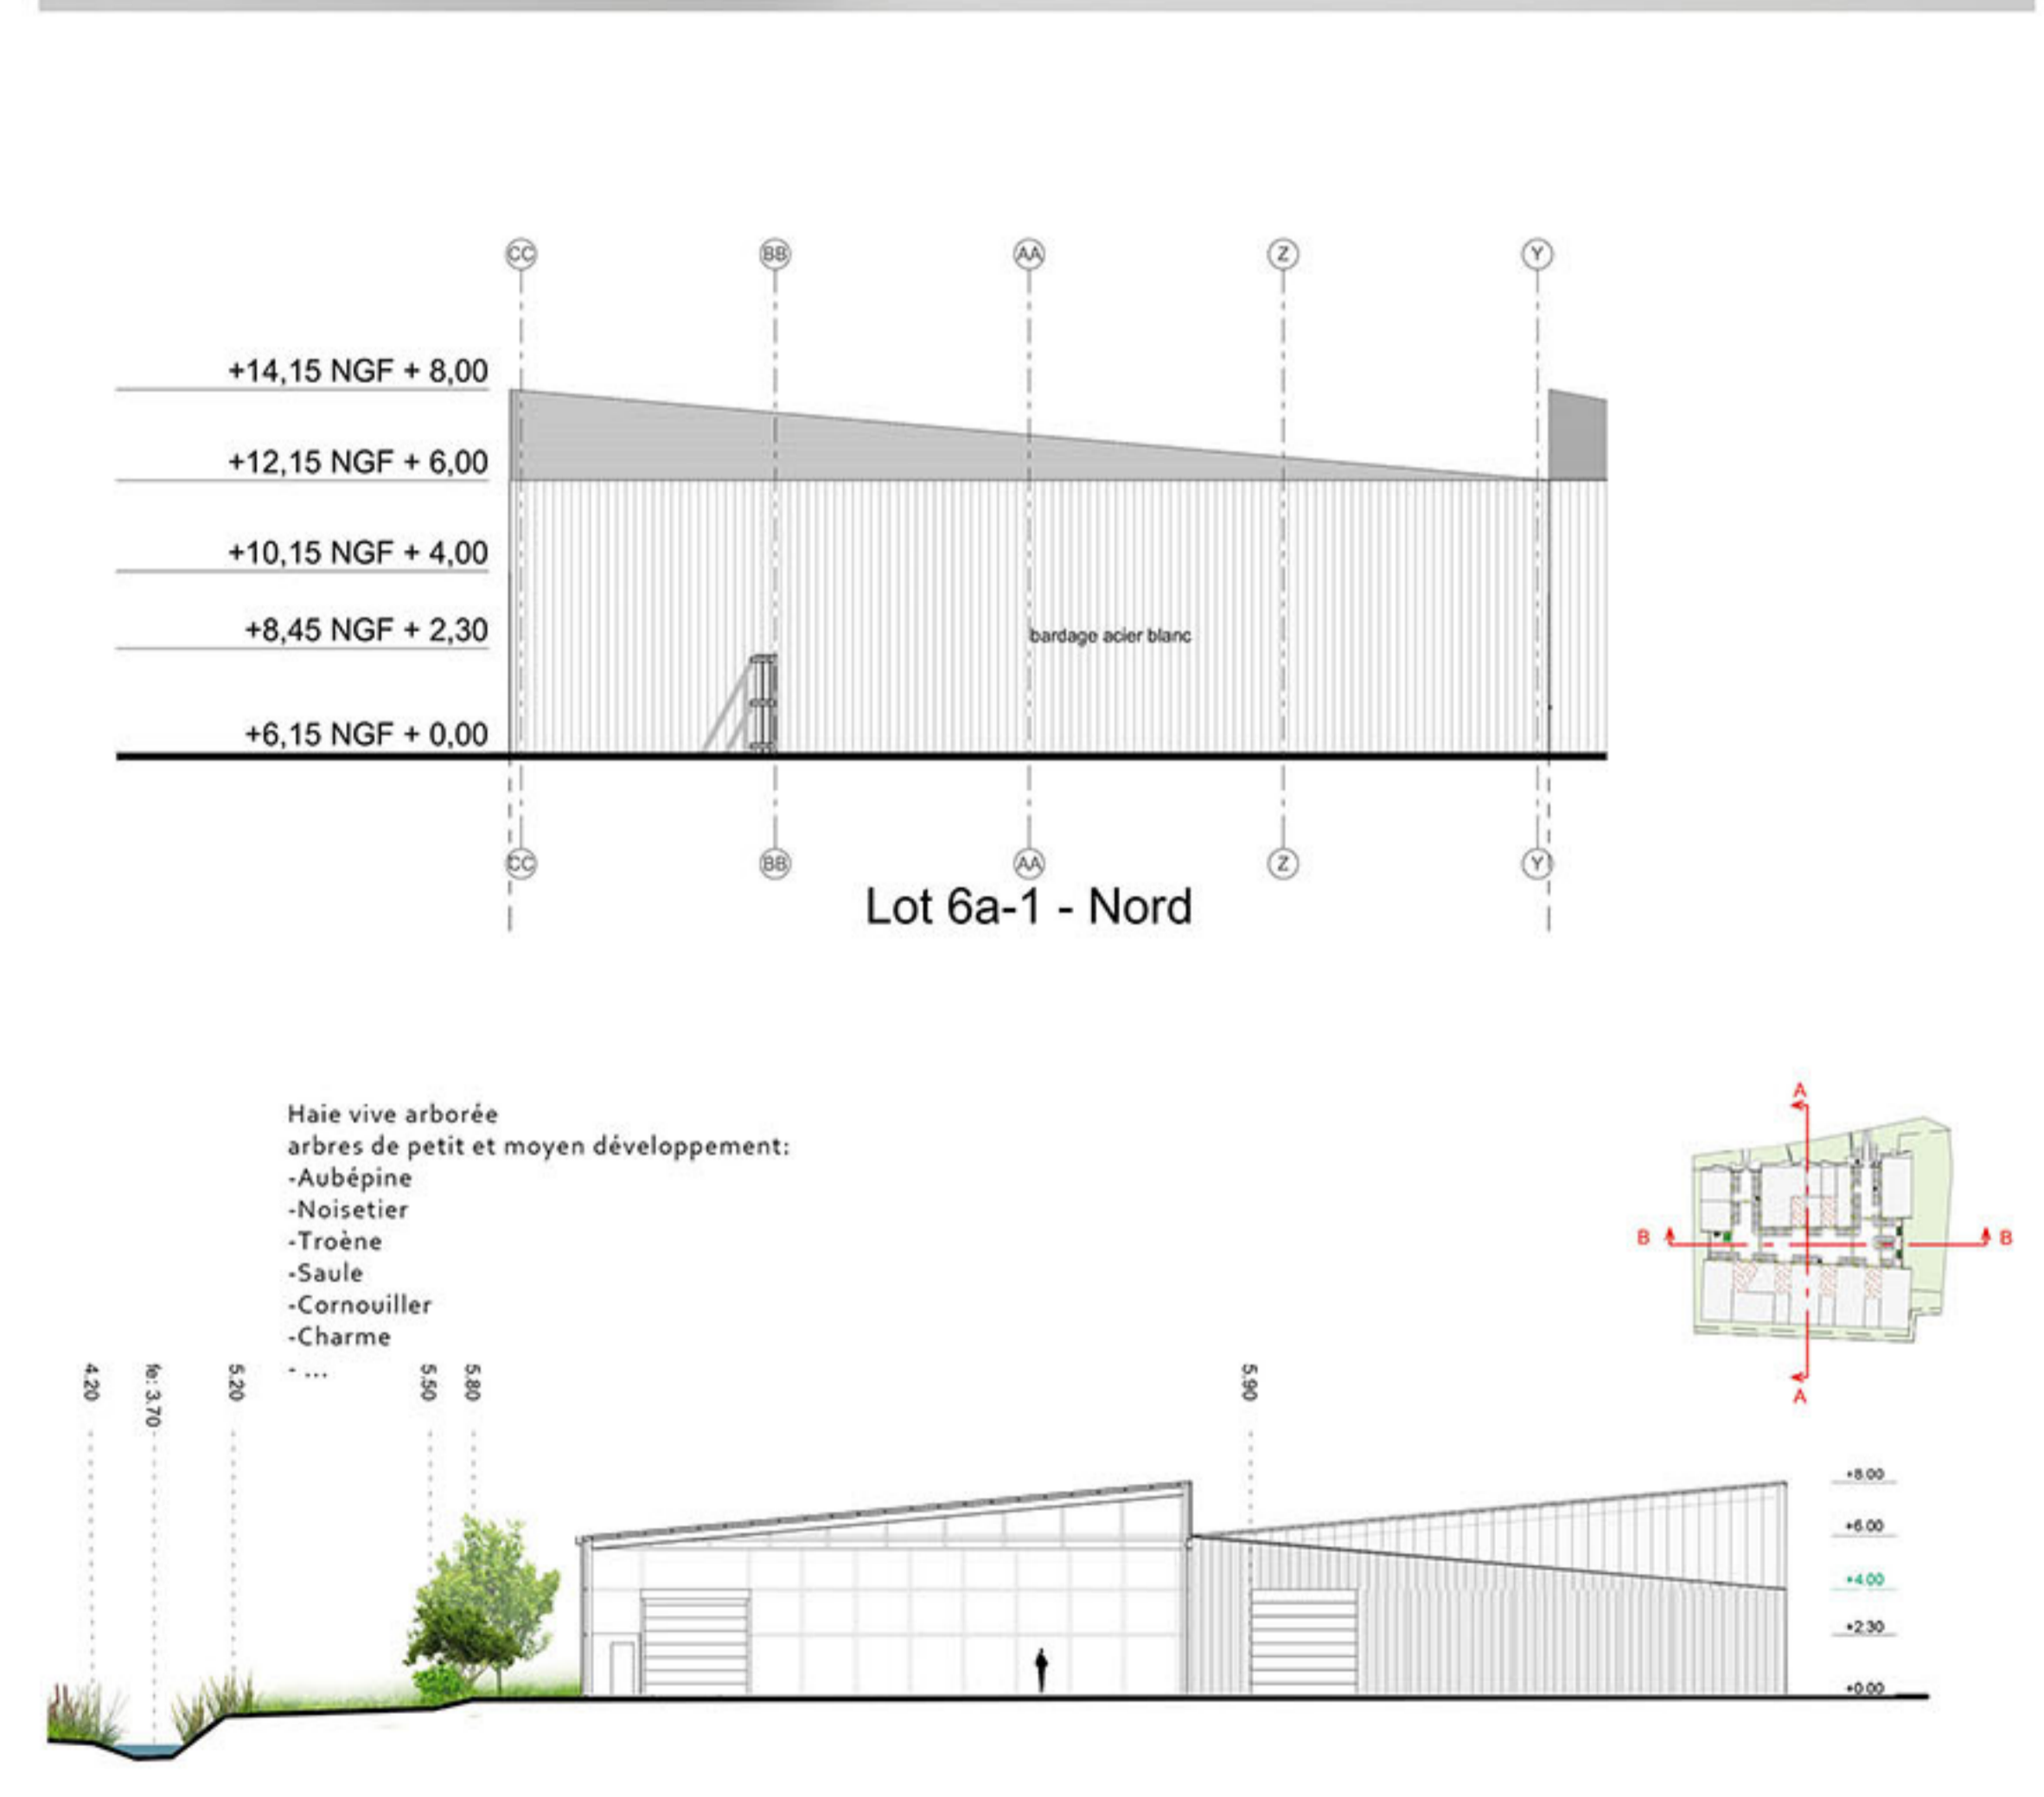 CC BB AA Z Y
+14,15 NGF + 8,00
+12,15 NGF + 6,00
+10,15 NGF + 4,00
+8,45 NGF + 2,30
bardage acier blanc
+6,15 NGF + 0,00
CC BB AA Z Y
Lot 6a-1 - Nord
Haie vive arborée
arbres de petit et moyen développement:
-Aubépine
-Noisetier
-Troène
-Saule
-Cornouiller
-Charme
- ...
A
B B
A
4.20 fe: 3.70 5.20 5.50 5.80 5.90
+8.00
+6.00
+4.00
+2.30
+0.00